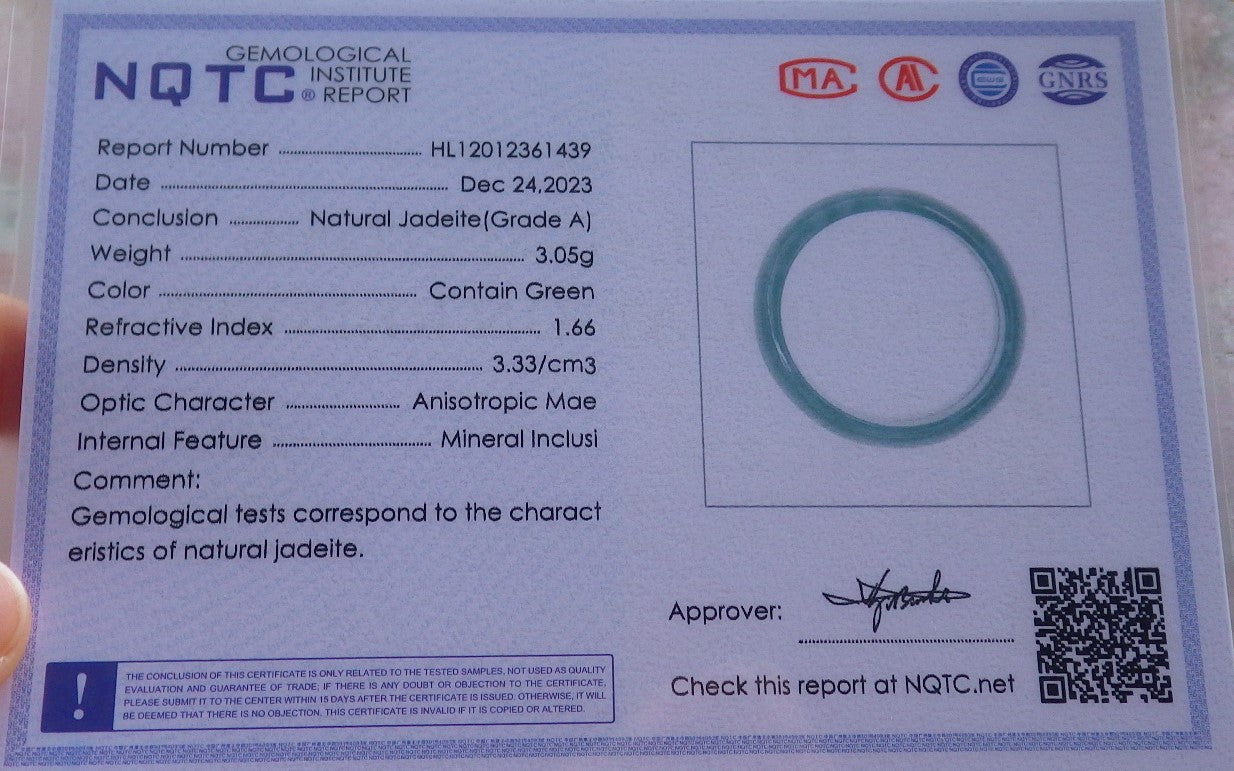 GEMOLOGICAL
NQTC INSTITUTE
® REPORT
MA
GNRS
Report Number ........ HL12012361439
Date ........ Dec 24,2023
Conclusion ........ Natural Jadeite(Grade A)
Weight ........ 3.05g
Color ........ Contain Green
Refractive Index ........ 1.66
Density ........ 3.33/cm3
Optic Character ........ Anisotropic Mae
Internal Feature ........ Mineral Inclusi
Comment:
Gemological tests correspond to the charact
eristics of natural jadeite.
Approver:
Check this report at NQTC.net
!
THE CONCLUSION OF THIS CERTIFICATE IS ONLY RELATED TO THE TESTED SAMPLES, NOT USED AS QUALITY
EVALUATION AND GUARANTEE OF TRADE; IF THERE IS ANY DOUBT OR OBJECTION TO THE CERTIFICATE,
PLEASE SUBMIT IT TO THE CENTER WITHIN 15 DAYS AFTER THE CERTIFICATE IS ISSUED. OTHERWISE, IT WILL
BE DEEMED THAT THERE IS NO OBJECTION. THIS CERTIFICATE IS INVALID IF IT IS COPIED OR ALTERED.